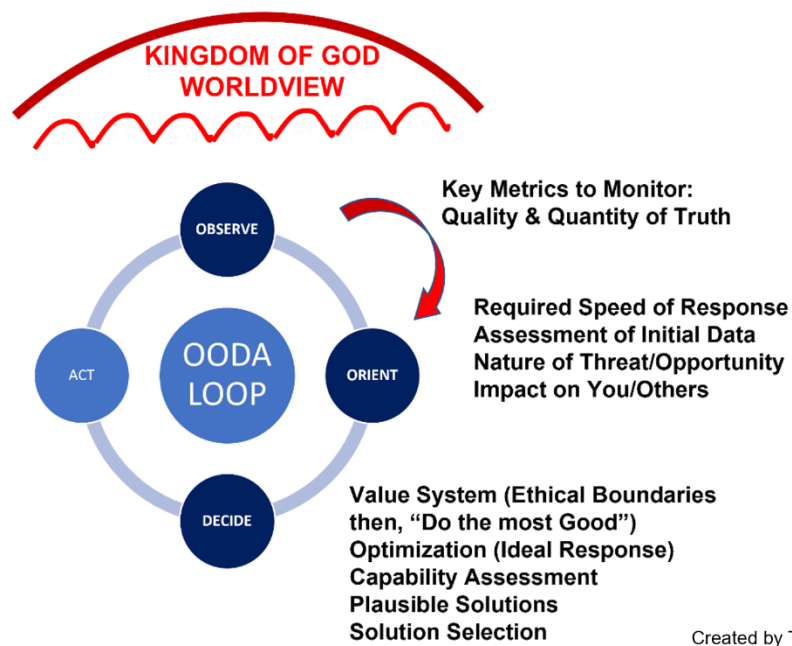 KINGDOM OF GOD
WORLDVIEW
OBSERVE
Key Metrics to Monitor:
Quality & Quantity of Truth
Required Speed of Response
Assessment of Initial Data
Nature of Threat/Opportunity
Impact on You/Others
ACT
OODA
LOOP
ORIENT
DECIDE
Value System (Ethical Boundaries
then, “Do the most Good”)
Optimization (Ideal Response)
Capability Assessment
Plausible Solutions
Solution Selection
Created by